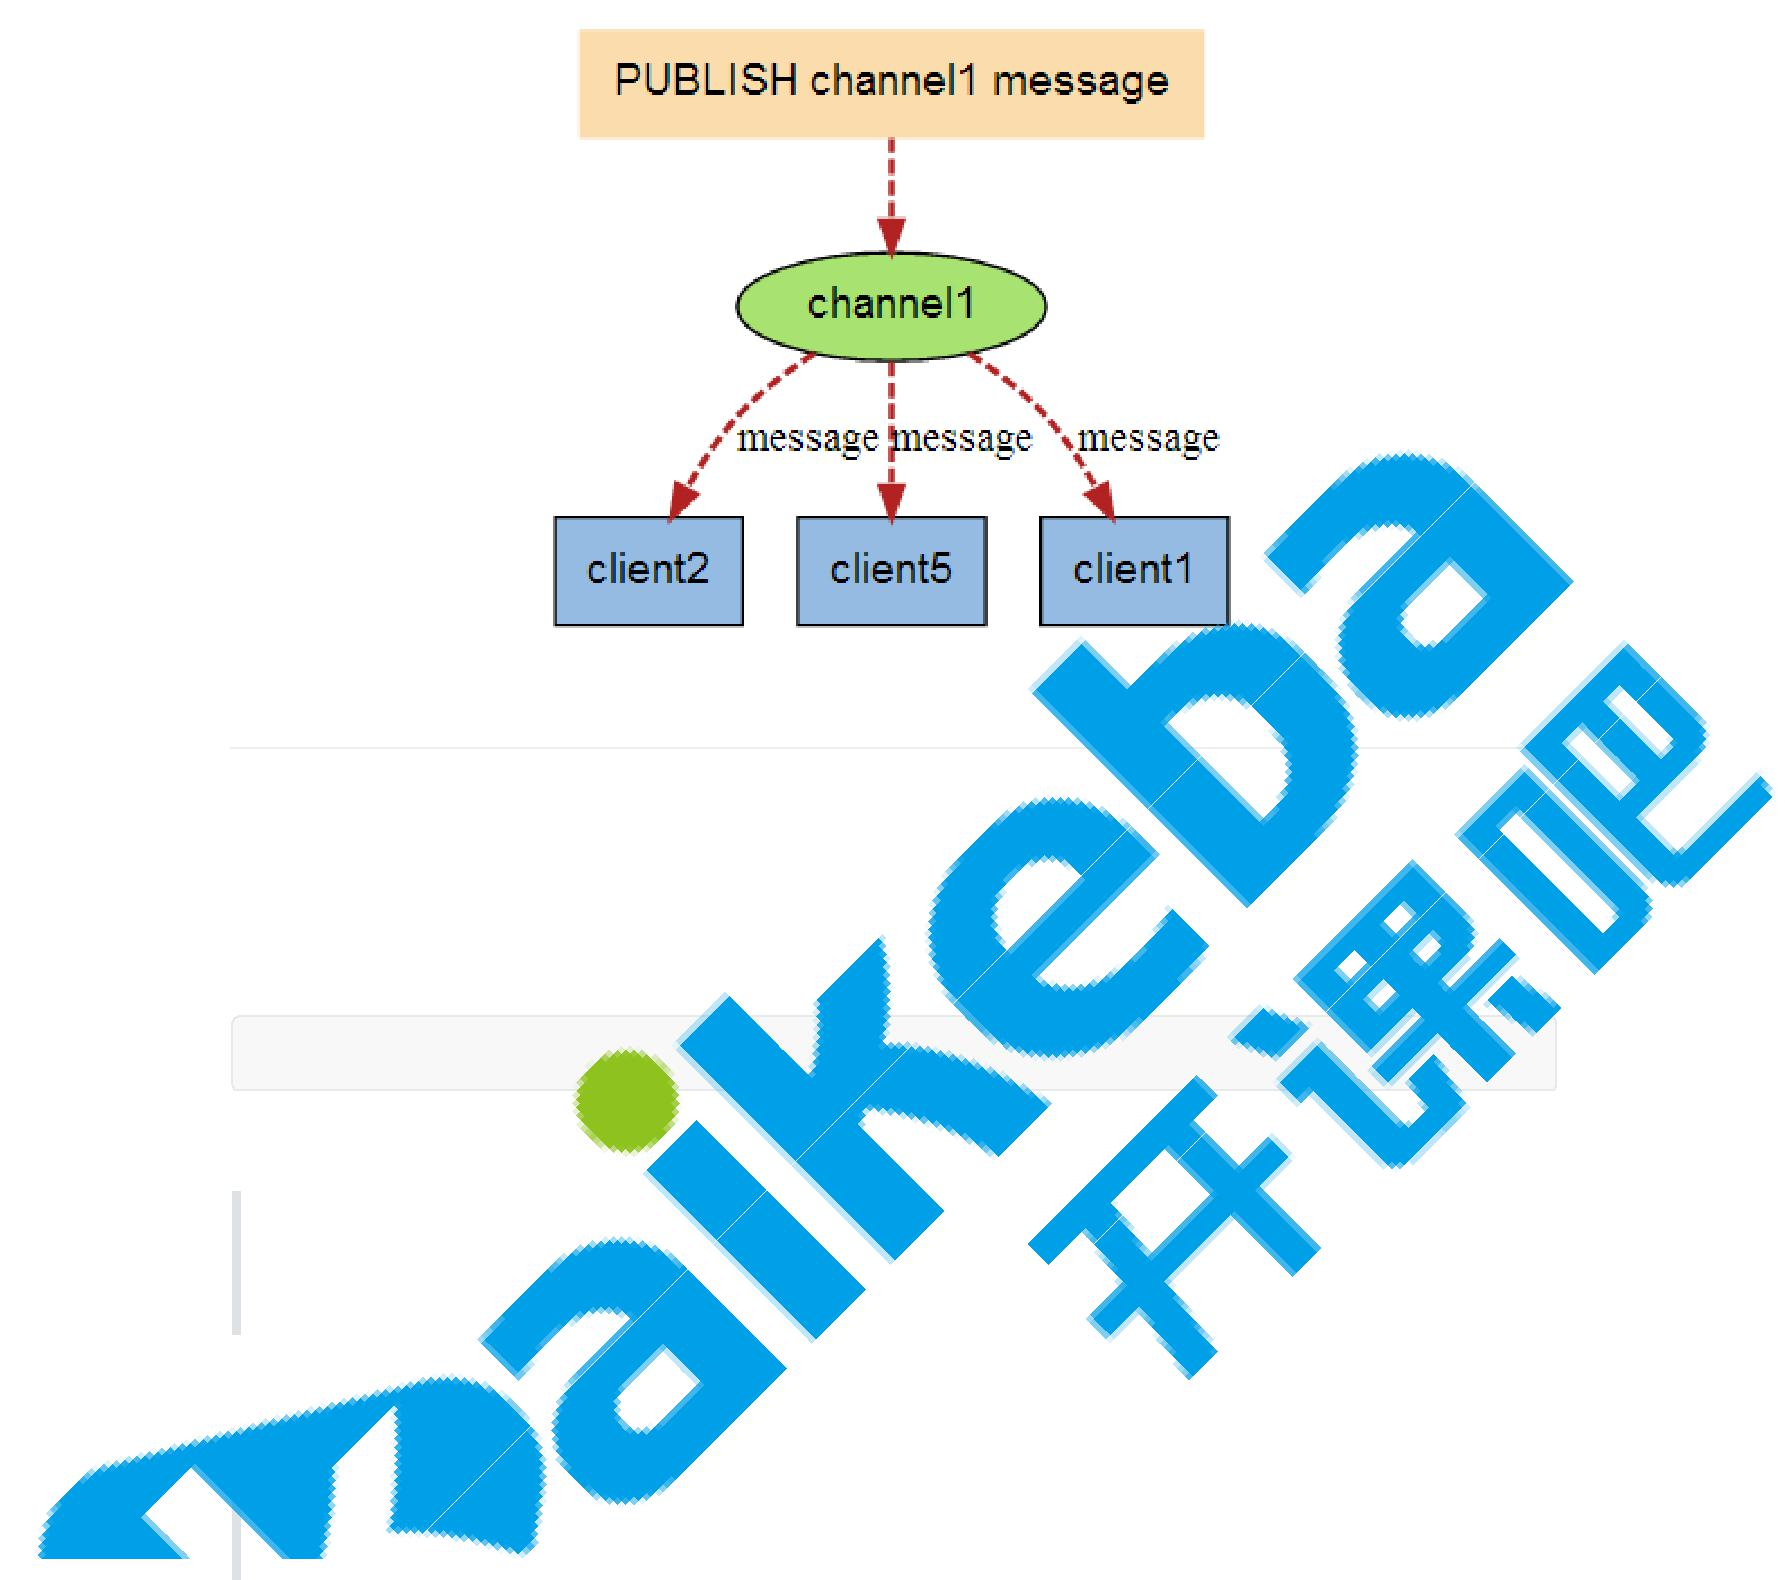 PUBLISH channel1 message
channel1
message message message
client2 client5 client1
kaikeba
开课吧